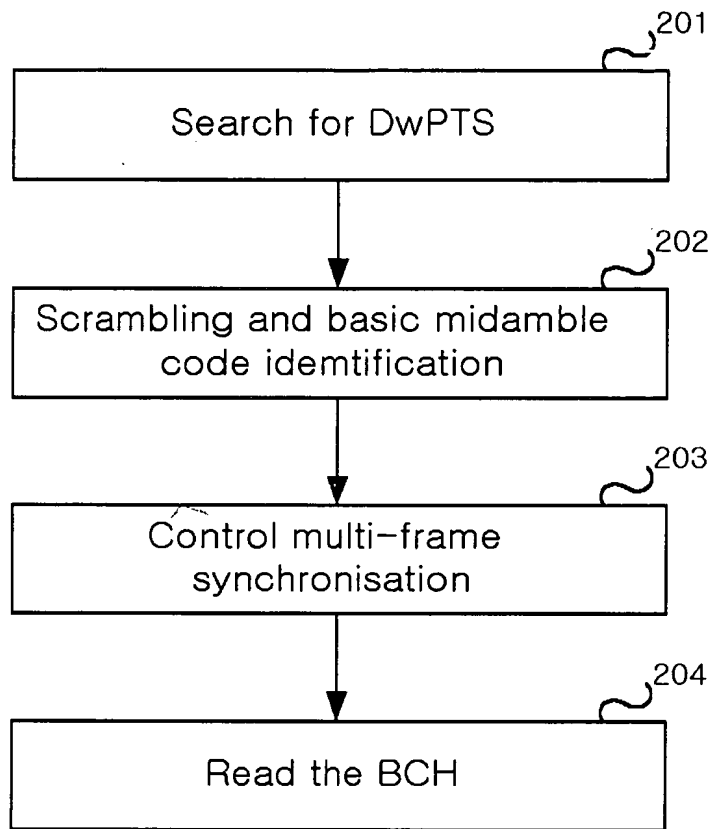 201
Search for DwPTS
202
Scrambling and basic midamble
code idemtification
203
Control multi-frame
synchronisation
204
Read the BCH